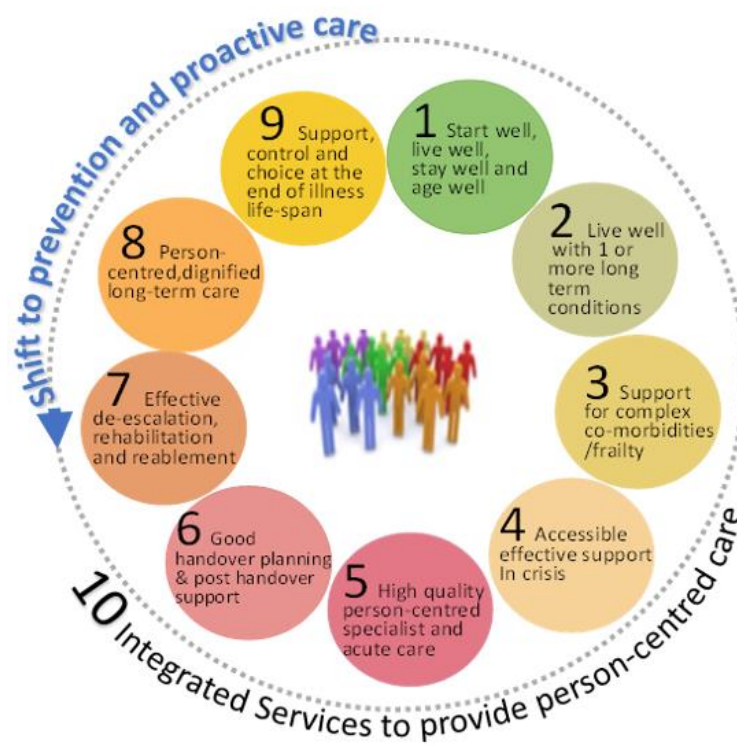 Shift to prevention and proactive care
1 Start well,
live well,
stay well and
age well
2 Live well
with 1 or
more long
term
conditions
3 Support
for complex
co-morbidities
/frailty
4 Accessible
effective support
In crisis
5 High quality
person-centred
specialist and
acute care
6 Good
handover planning
& post handover
support
7 Effective
de-escalation,
rehabilitation
and reablement
8 Person-
centred,dignified
long-term care
9 Support,
control and
choice at the
end of illness
life-span
10 Integrated Services to provide person-centred care